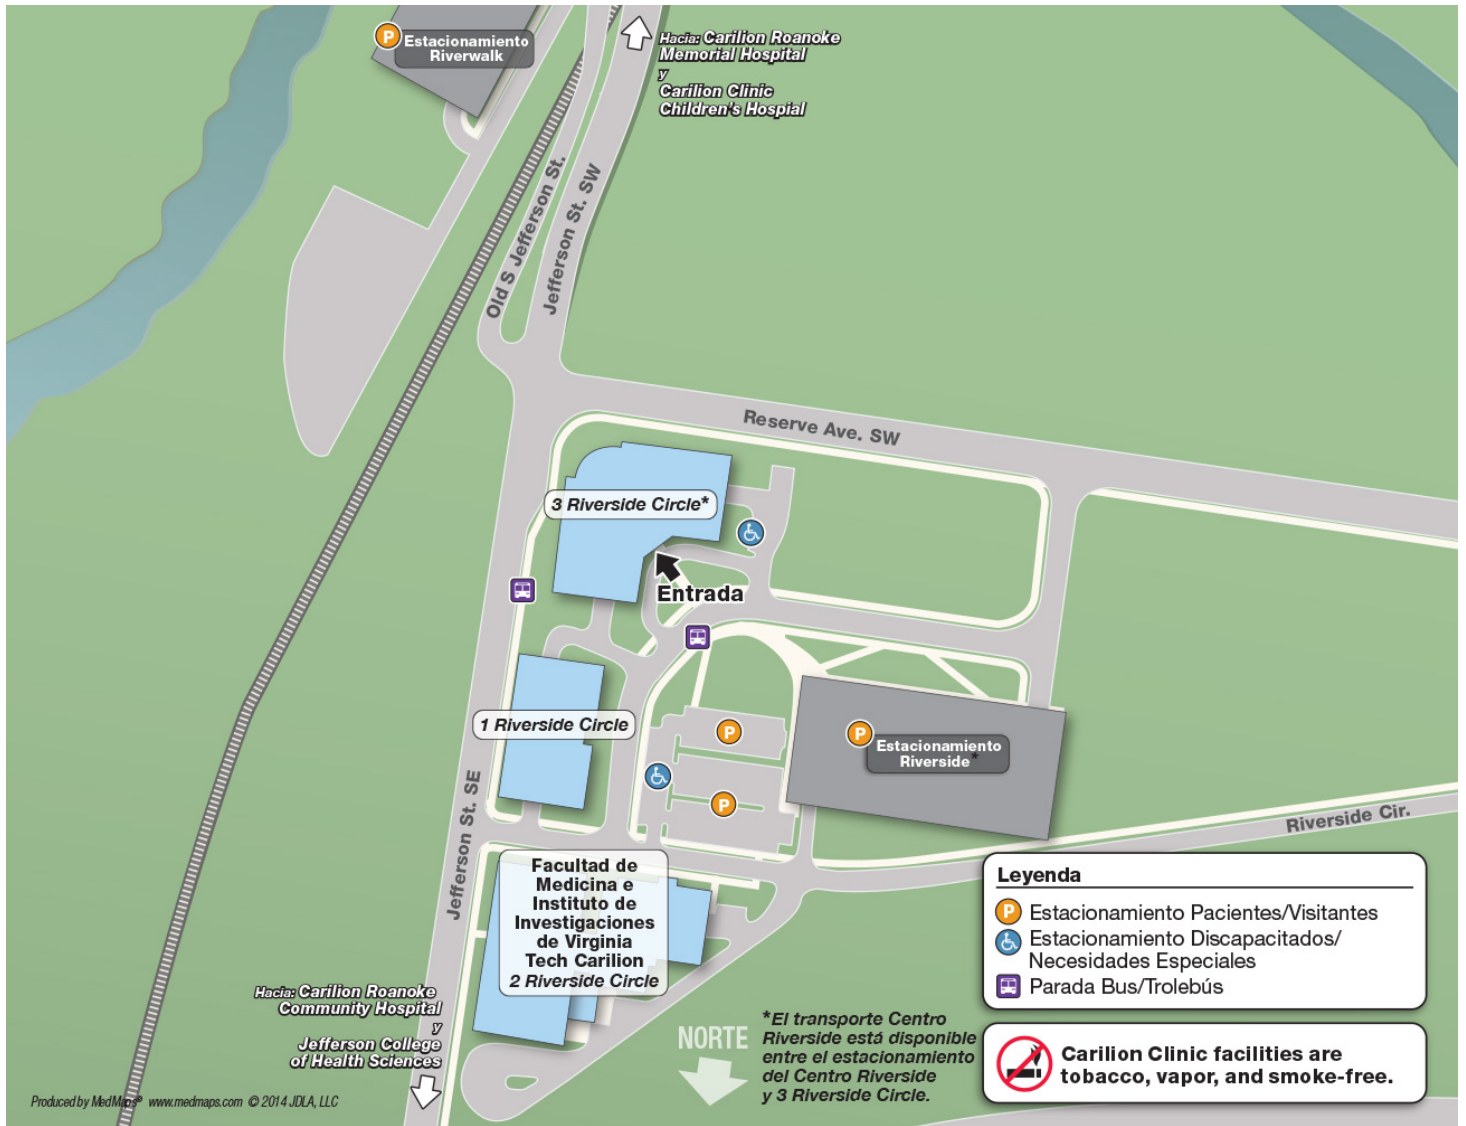 P
Estacionamiento
Riverwalk
Hacia: Carilion Roanoke
Memorial Hospital
y
Carilion Clinic
Children's Hospial
Old S Jefferson St.
Jefferson St. SW
Reserve Ave. SW
3 Riverside Circle*
Entrada
1 Riverside Circle
P
P
P
Estacionamiento
Riverside*
Jefferson St. SE
Riverside Cir.
Facultad de
Medicina e
Instituto de
Investigaciones
de Virginia
Tech Carilion
2 Riverside Circle
Leyenda
P Estacionamiento Pacientes/Visitantes
Estacionamiento Discapacitados/
Necesidades Especiales
Parada Bus/Trolebús
Hacia: Carilion Roanoke
Community Hospital
y
Jefferson College
of Health Sciences
NORTE
*El transporte Centro
Riverside está disponible
entre el estacionamiento
del Centro Riverside
y 3 Riverside Circle.
Carilion Clinic facilities are
tobacco, vapor, and smoke-free.
Produced by MedMaps® www.medmaps.com © 2014 JDLA, LLC